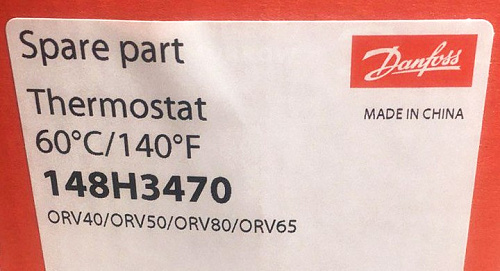 Spare part
Danfoss
Thermostat
MADE IN CHINA
60°C/140°F
148H3470
ORV40/ORV50/ORV80/ORV65